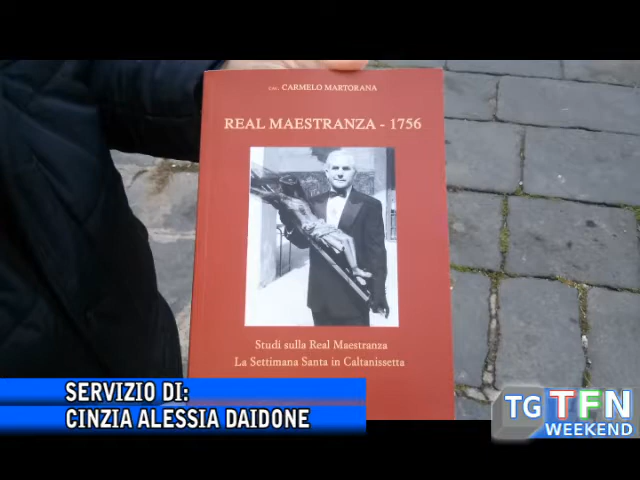 CAV. CARMELO MARTORANA
REAL MAESTRANZA - 1756
Studi sulla Real Maestranza
La Settimana Santa in Caltanissetta
SERVIZIO DI:
CINZIA ALESSIA DAIDONE
TG TFN
WEEKEND